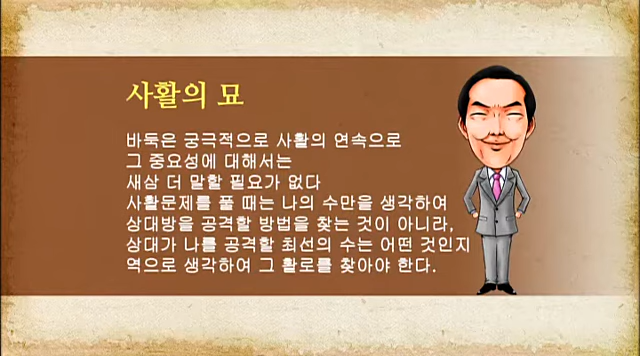 사활의 묘
바둑은 궁극적으로 사활의 연속으로
그 중요성에 대해서는
새삼 더 말할 필요가 없다
사활문제를 풀 때는 나의 수만을 생각하여
상대방을 공격할 방법을 찾는 것이 아니라,
상대가 나를 공격할 최선의 수는 어떤 것인지
역으로 생각하여 그 활로를 찾아야 한다.